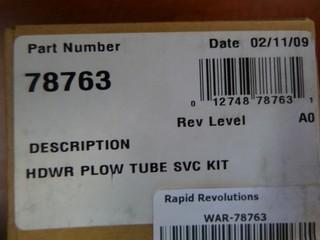 Part Number Date 02/11/09
78763
0 12748 78763 1
Rev Level A0
DESCRIPTION
HDWR PLOW TUBE SVC KIT
Rapid Revolutions
WAR-78763